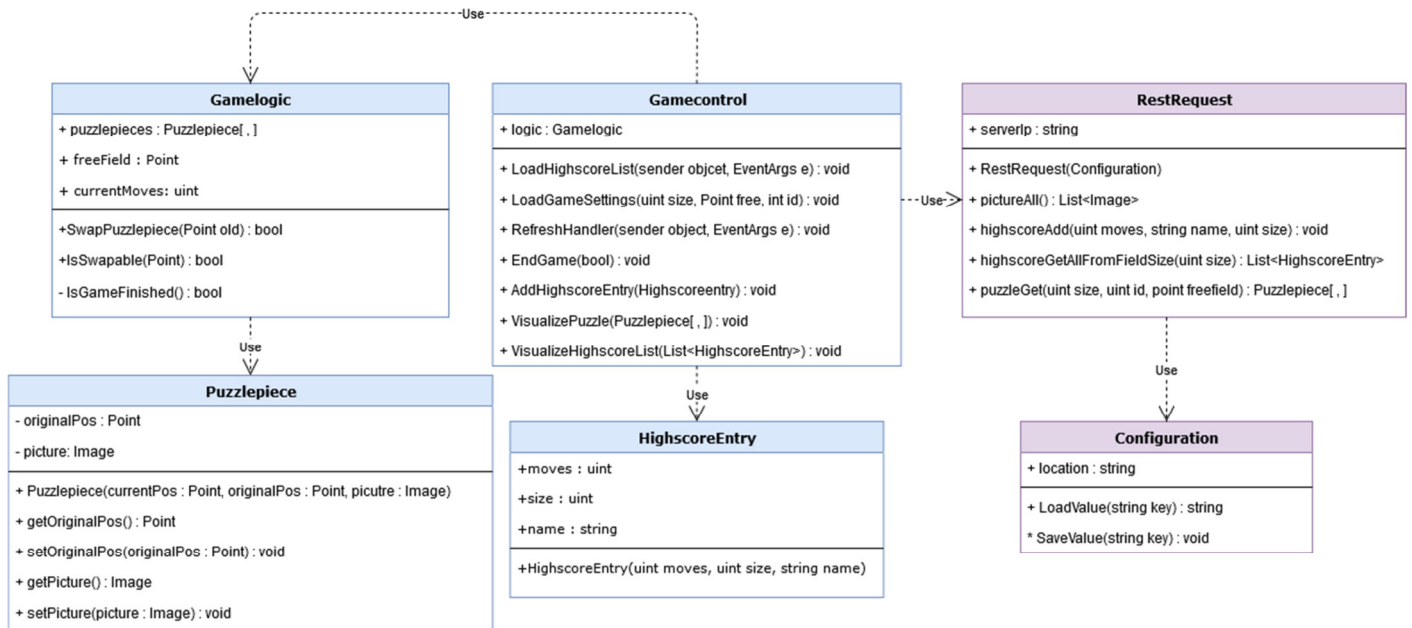 Use
Gamelogic
+ puzzlepieces : Puzzlepiece[ , ]
+ freeField : Point
+ currentMoves: uint
+SwapPuzzlepiece(Point old) : bool
+IsSwapable(Point) : bool
- IsGameFinished() : bool
Use
Puzzlepiece
- originalPos : Point
- picture: Image
+ Puzzlepiece(currentPos : Point, originalPos : Point, picutre : Image)
+ getOriginalPos() : Point
+ setOriginalPos(originalPos : Point) : void
+ getPicture() : Image
+ setPicture(picture : Image) : void
Gamecontrol
+ logic : Gamelogic
+ LoadHighscoreList(sender objcet, EventArgs e) : void
+ LoadGameSettings(uint size, Point free, int id) : void
+ RefreshHandler(sender object, EventArgs e) : void
+ EndGame(bool) : void
+ AddHighscoreEntry(Highscoreentry) : void
+ VisualizePuzzle(Puzzlepiece[ , ]) : void
+ VisualizeHighscoreList(List<HighscoreEntry>) : void
Use
HighscoreEntry
+moves : uint
+size : uint
+name : string
+HighscoreEntry(uint moves, uint size, string name)
Use
RestRequest
+ serverIp : string
+ RestRequest(Configuration)
+ pictureAll() : List<Image>
+ highscoreAdd(uint moves, string name, uint size) : void
+ highscoreGetAllFromFieldSize(uint size) : List<HighscoreEntry>
+ puzzleGet(uint size, uint id, point freefield) : Puzzlepiece[ , ]
Use
Configuration
+ location : string
+ LoadValue(string key) : string
* SaveValue(string key) : void